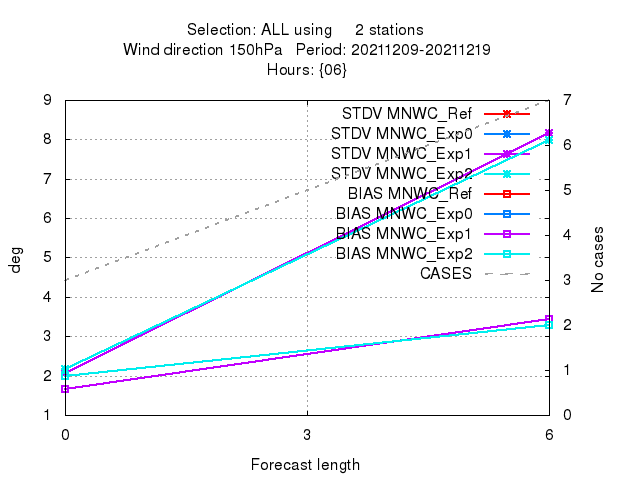 Selection: ALL using     2 stations
Wind direction 150hPa   Period: 20211209-20211219
Hours: {06}
9
8
7
6
5
4
3
2
1
7
6
5
4
3
2
1
0
STDV MNWC_Ref
STDV MNWC_Exp0
STDV MNWC_Exp1
STDV MNWC_Exp2
BIAS MNWC_Ref
BIAS MNWC_Exp0
BIAS MNWC_Exp1
BIAS MNWC_Exp2
CASES
deg
No cases
0
3
6
Forecast length